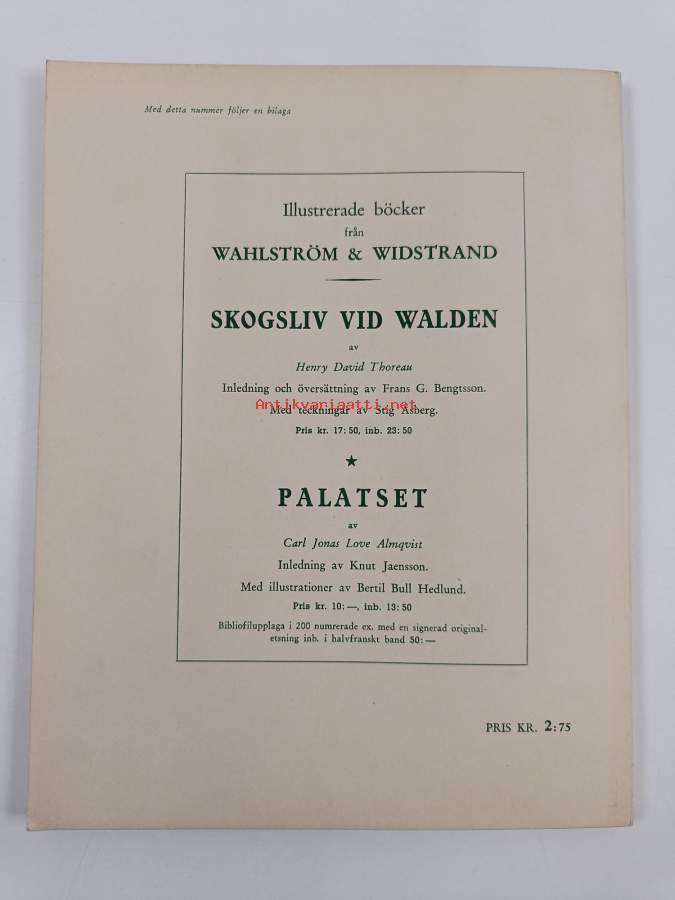 Med detta nummer följer en bilaga
Illustrerade böcker
från
WAHLSTRÖM & WIDSTRAND
SKOGSLIV VID WALDEN
av
Henry David Thoreau
Inledning och översättning av Frans G. Bengtsson.
Antikvariaatti.net
Med teckningar av Stig Åsberg.
Pris kr. 17:50, inb. 23:50
★
PALATSET
av
Carl Jonas Love Almqvist
Inledning av Knut Jaensson.
Med illustrationer av Bertil Bull Hedlund.
Pris kr. 10:—, inb. 13:50
Bibliofilupplaga i 200 numrerade ex. med en signerad original-
etsning inb. i halvfranskt band 50:—
PRIS KR. 2:75